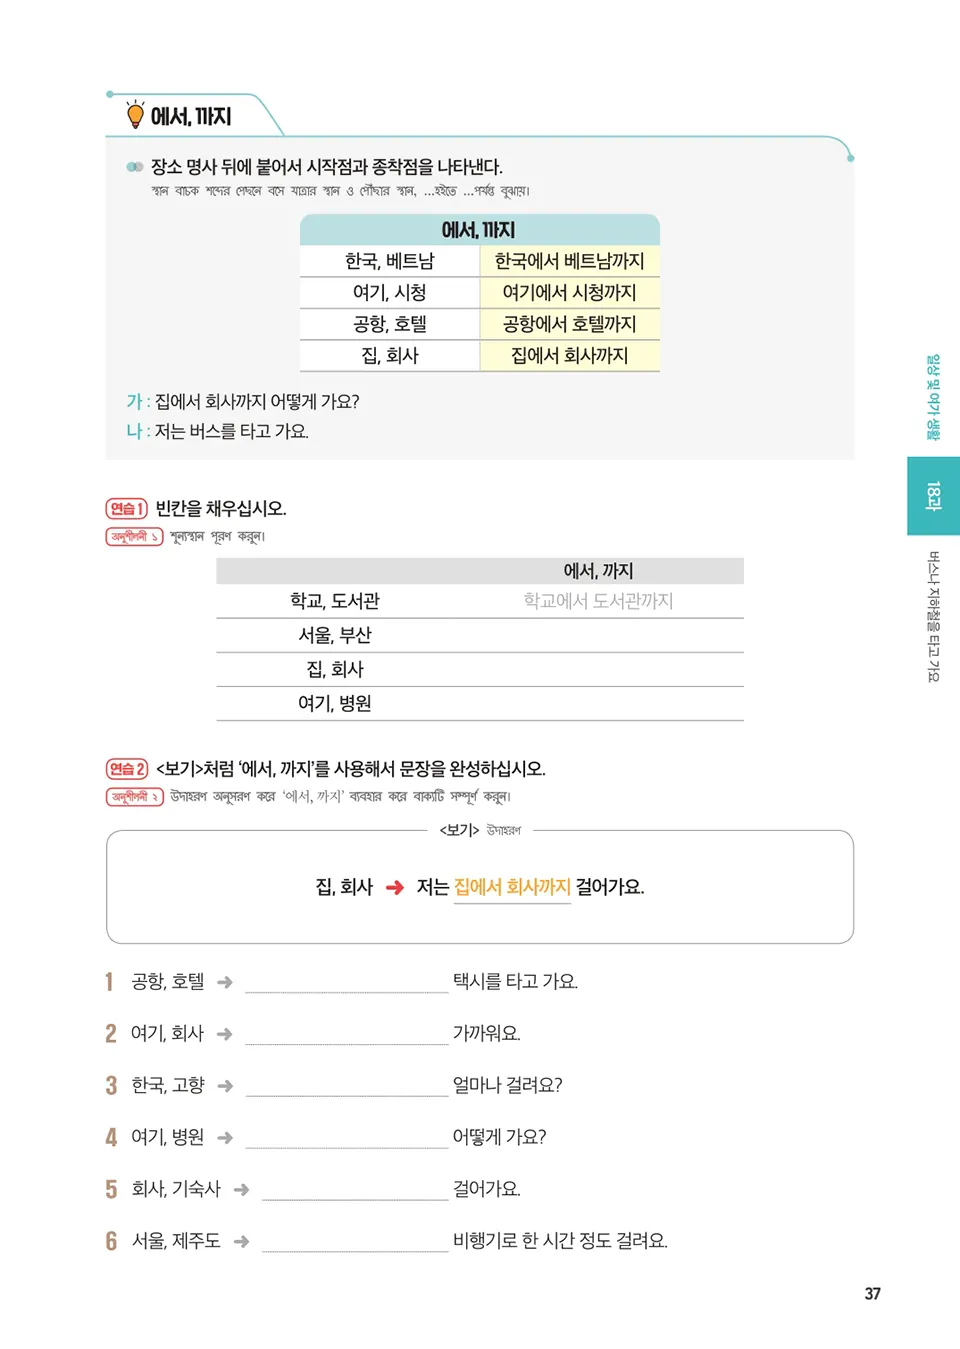 에서, 까지
장소 명사 뒤에 붙어서 시작점과 종착점을 나타낸다.
স্থান বাচক শব্দের পেছনে বসে যাত্রার স্থান ও পৌঁছার স্থান, ...হইতে ...পর্যন্ত বুঝায়।
에서, 까지
한국, 베트남 한국에서 베트남까지
여기, 시청 여기에서 시청까지
공항, 호텔 공항에서 호텔까지
집, 회사 집에서 회사까지
가 : 집에서 회사까지 어떻게 가요?
나 : 저는 버스를 타고 가요.
연습 1 빈칸을 채우십시오.
অনুশীলনী ১ শূন্যস্থান পূরণ করুন।
에서, 까지
학교, 도서관 학교에서 도서관까지
서울, 부산
집, 회사
여기, 병원
연습 2 <보기>처럼 ‘에서, 까지’를 사용해서 문장을 완성하십시오.
অনুশীলনী ২ উদাহরণ অনুসরণ করে ‘에서, 까지’ ব্যবহার করে বাক্যটি সম্পূর্ণ করুন।
<보기> উদাহরণ
집, 회사 ➜ 저는 집에서 회사까지 걸어가요.
1 공항, 호텔 ➜ 택시를 타고 가요.
2 여기, 회사 ➜ 가까워요.
3 한국, 고향 ➜ 얼마나 걸려요?
4 여기, 병원 ➜ 어떻게 가요?
5 회사, 기숙사 ➜ 걸어가요.
6 서울, 제주도 ➜ 비행기로 한 시간 정도 걸려요.
일상 및 여가 생활
18과
버스나 지하철을 타고 가요
37